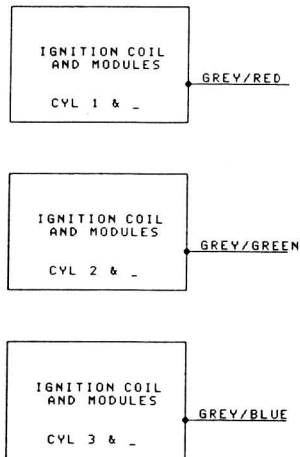 IGNITION COIL
AND MODULES
CYL 1 & _
GREY/RED
IGNITION COIL
AND MODULES
CYL 2 & _
GREY/GREEN
IGNITION COIL
AND MODULES
CYL 3 & _
GREY/BLUE